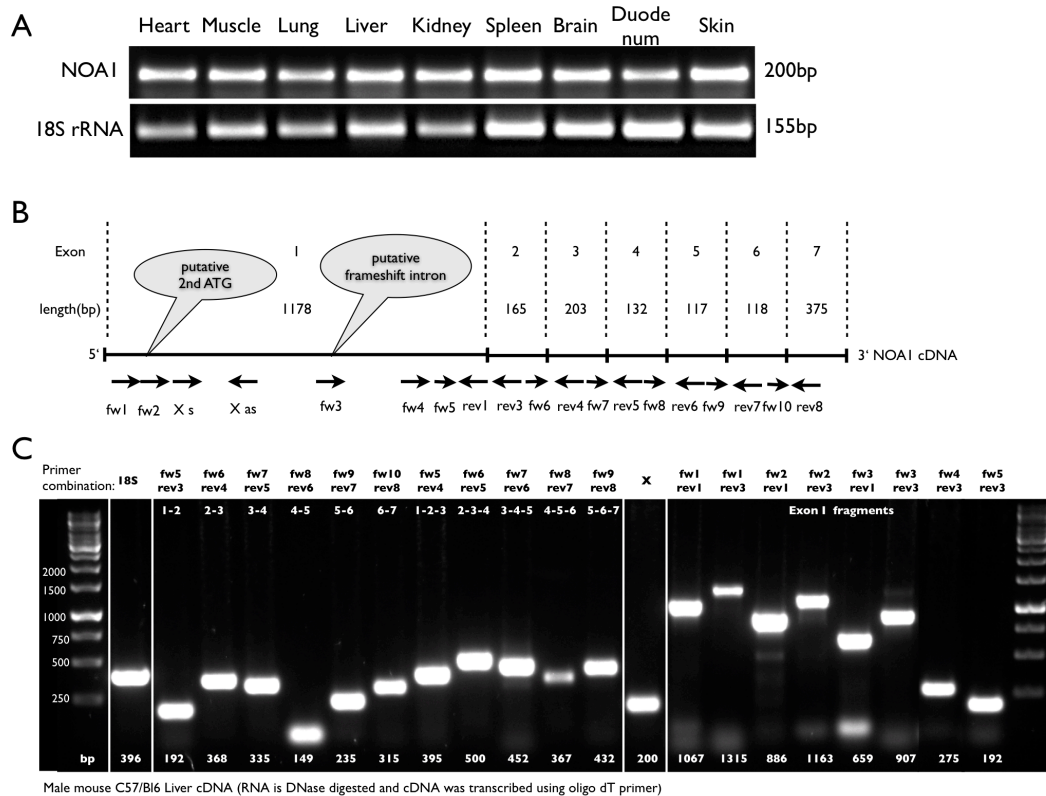 A
Heart Muscle Lung Liver Kidney Spleen Brain Duode
num Skin
NOA1 200bp
18S rRNA 155bp
B
Exon 1 2 3 4 5 6 7
putative
2nd ATG
putative
frameshift intron
length(bp) 1178 165 203 132 117 118 375
5' 3' NOA1 cDNA
fw1 fw2 X s X as fw3 fw4 fw5 rev1 rev3 fw6 rev4 fw7 rev5 fw8 rev6 fw9 rev7 fw10 rev8
C
Primer
combination: 18S fw5 fw6 fw7 fw8 fw9 fw10 fw5 fw6 fw7 fw8 fw9 X fw1 fw1 fw2 fw2 fw3 fw3 fw4 fw5
rev3 rev4 rev5 rev6 rev7 rev8 rev4 rev5 rev6 rev7 rev8 rev1 rev3 rev1 rev3 rev1 rev3 rev3 rev3
1-2 2-3 3-4 4-5 5-6 6-7 1-2-3 2-3-4 3-4-5 4-5-6 5-6-7 Exon1 fragments
2000
1500
1000
750
500
250
bp 396 192 368 335 149 235 315 395 500 452 367 432 200 1067 1315 886 1163 659 907 275 192
Male mouse C57/Bl6 Liver cDNA (RNA is DNase digested and cDNA was transcribed using oligo dT primer)